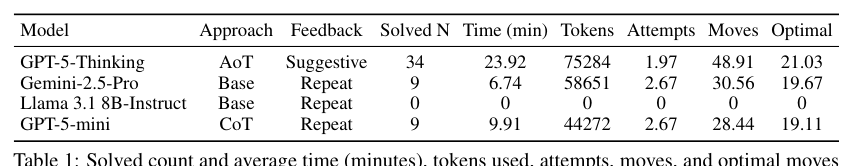 Model Approach Feedback Solved N Time (min) Tokens Attempts Moves Optimal
GPT-5-Thinking AoT Suggestive 34 23.92 75284 1.97 48.91 21.03
Gemini-2.5-Pro Base Repeat 9 6.74 58651 2.67 30.56 19.67
Llama 3.1 8B-Instruct Base Repeat 0 0 0 0 0 0
GPT-5-mini CoT Repeat 9 9.91 44272 2.67 28.44 19.11
Table 1: Solved count and average time (minutes), tokens used, attempts, moves, and optimal moves